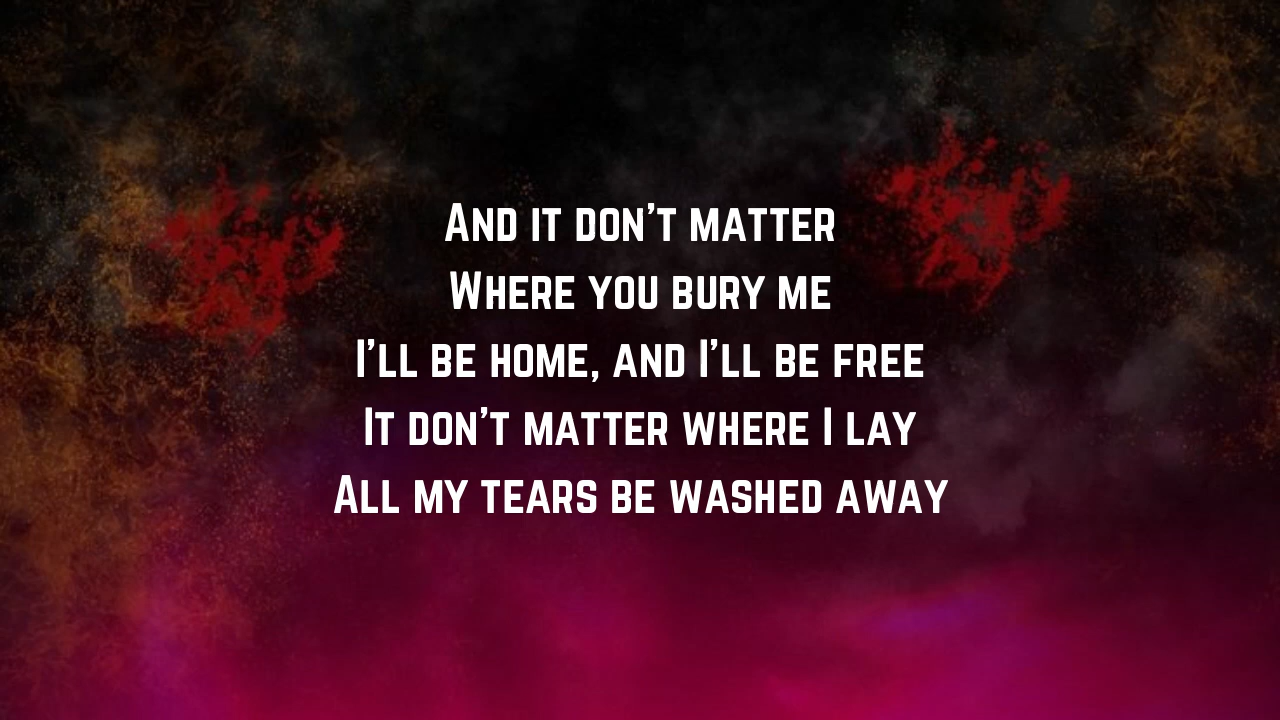 And it don't matter
Where you bury me
I'll be home, and I'll be free
It don't matter where I lay
All my tears be washed away